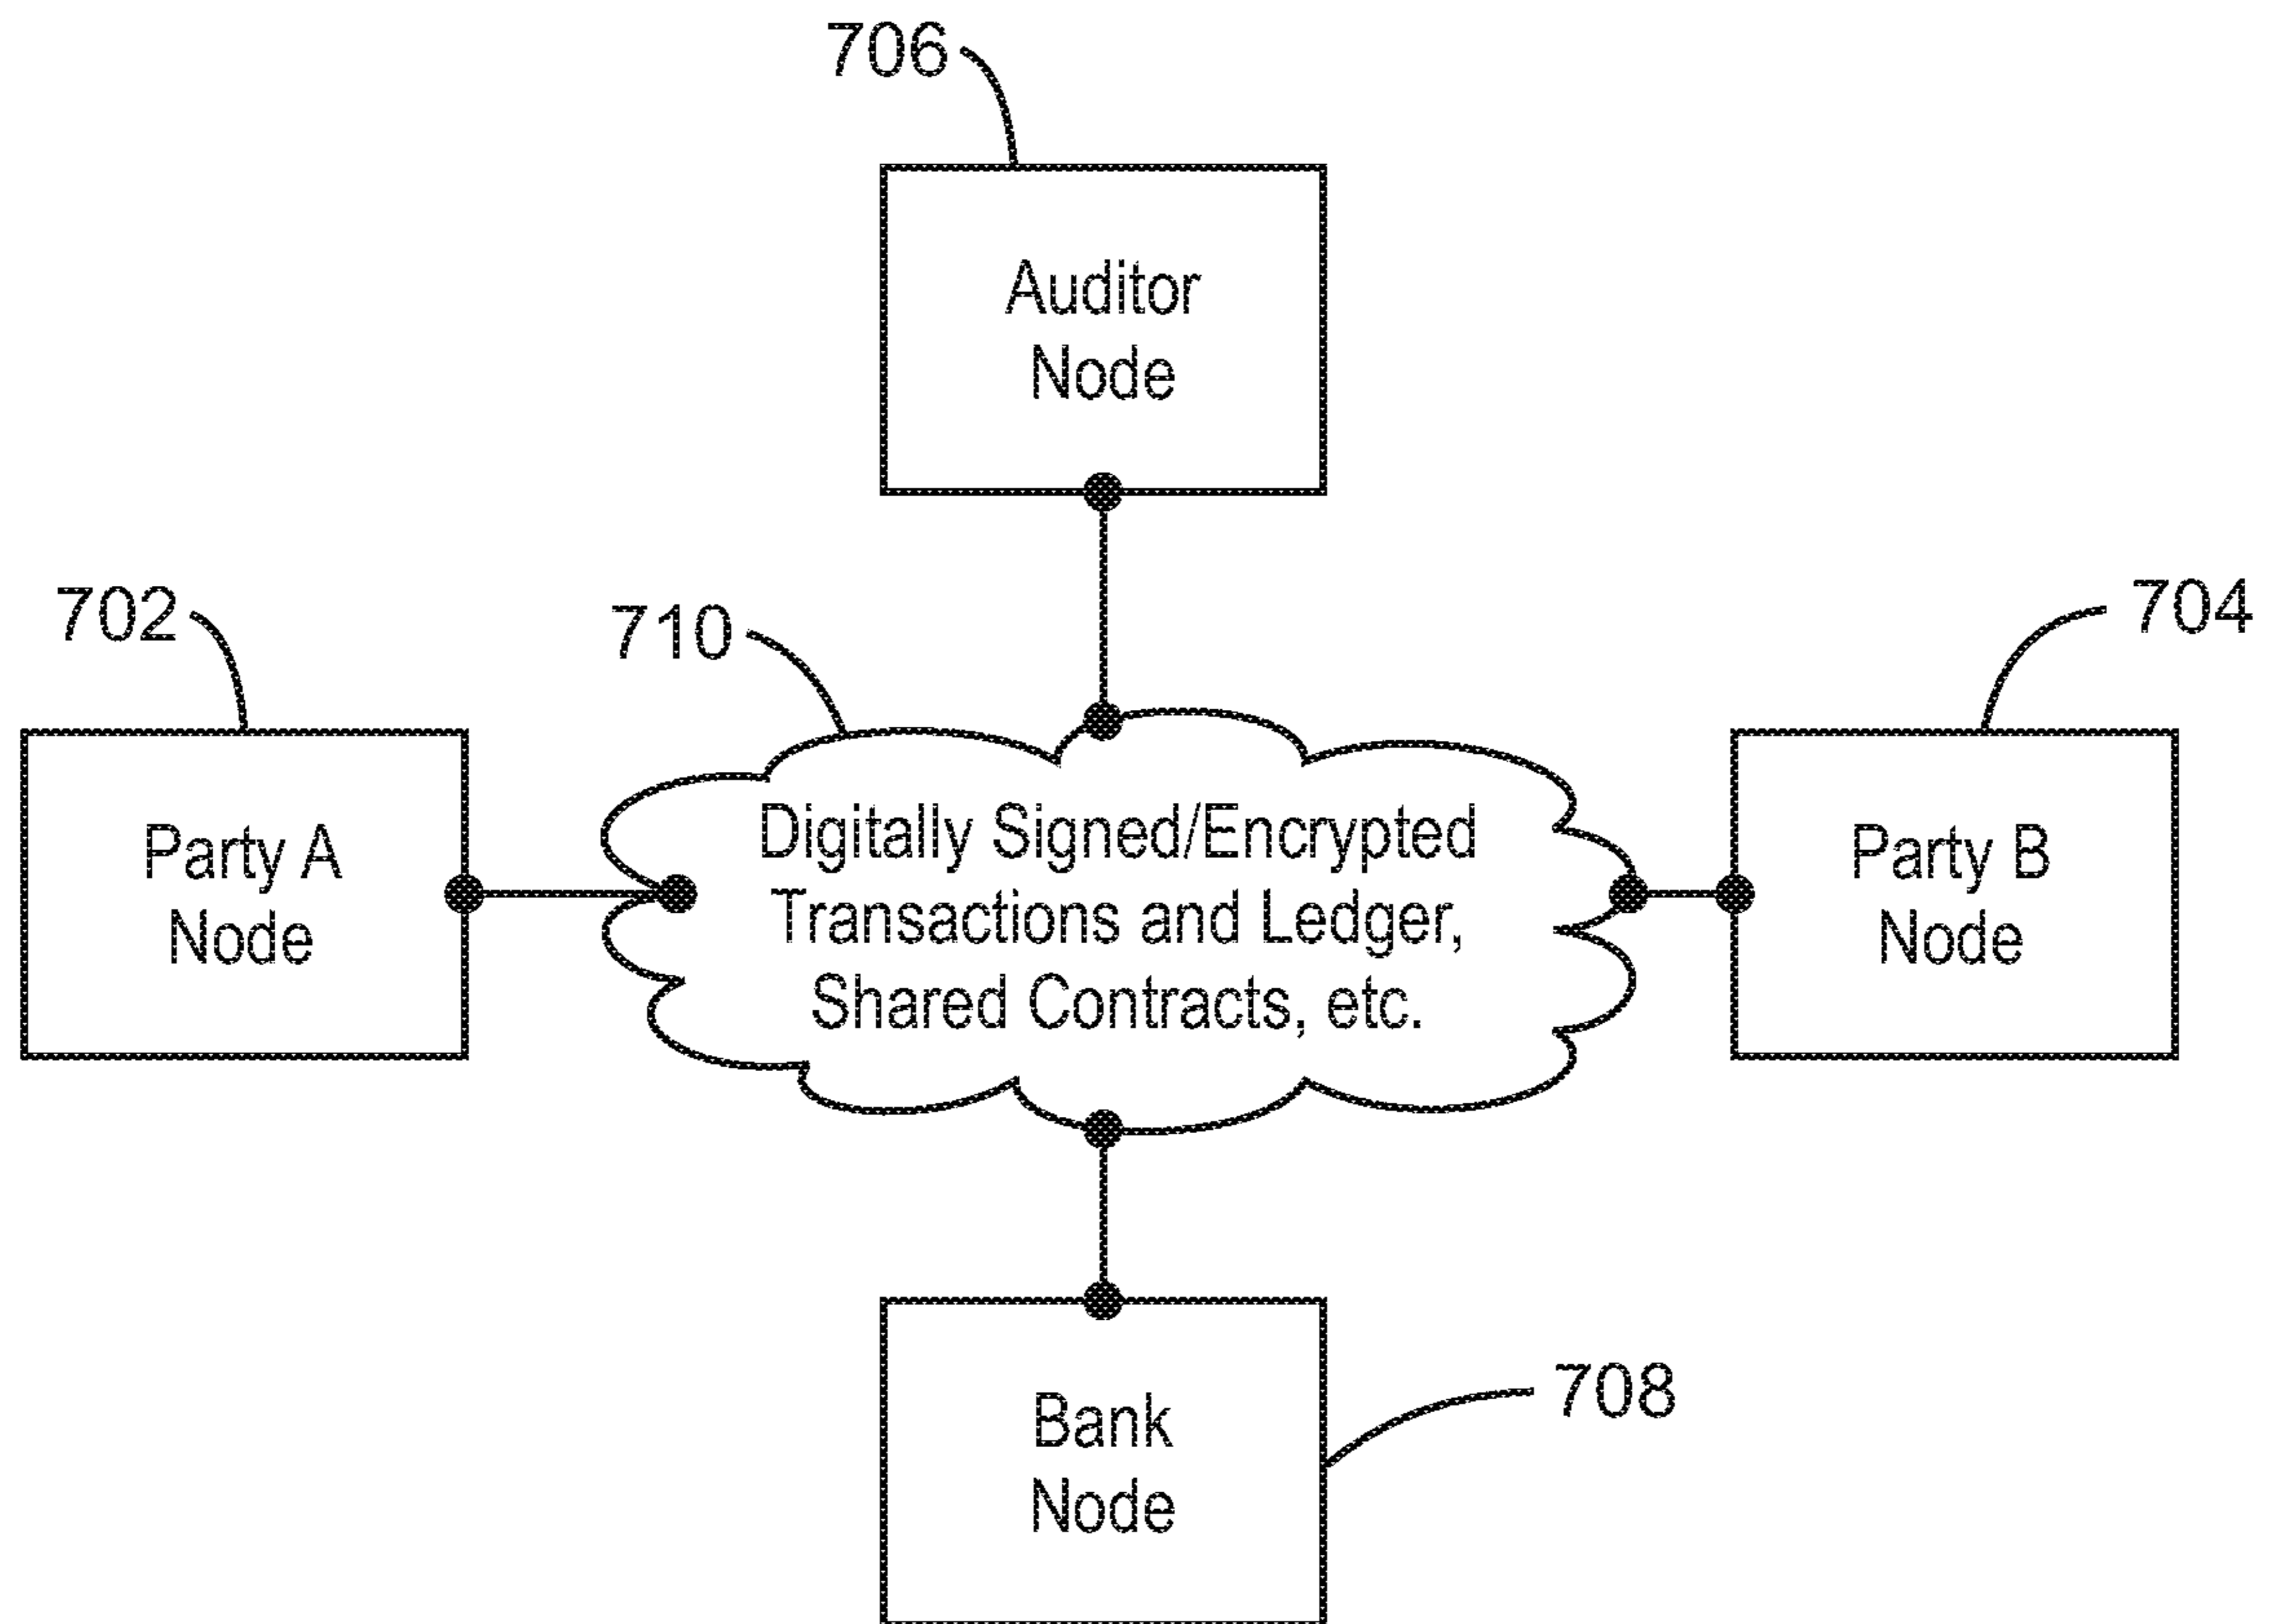 706
Auditor
Node
702
710
704
Party A
Node
Digitally Signed/Encrypted
Transactions and Ledger,
Shared Contracts, etc.
Party B
Node
Bank
Node
708